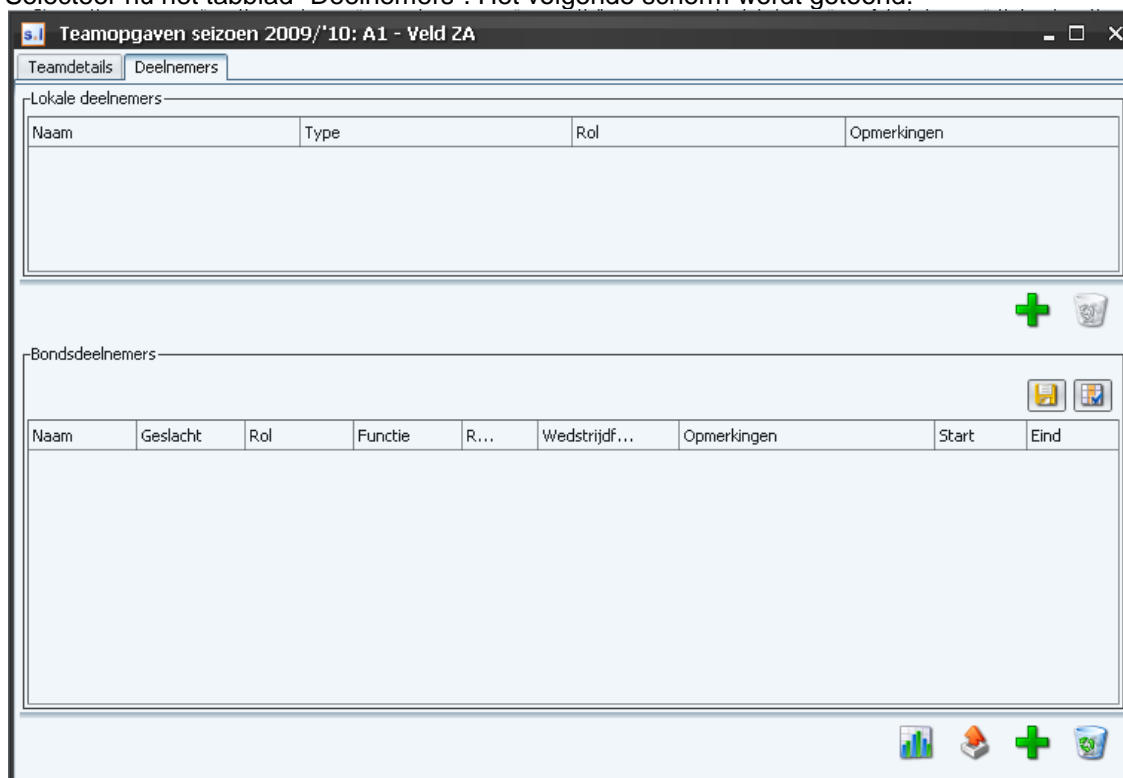 Selecteer nu het tabblad "Deelnemers". Het volgende scherm wordt getoond:
s.l Teamopgaven seizoen 2009/'10: A1 - Veld ZA
Teamdetails Deelnemers
Lokale deelnemers
Naam Type Rol Opmerkingen
Bondsdeelnemers
Naam Geslacht Rol Functie R... Wedstrijdf... Opmerkingen Start Eind